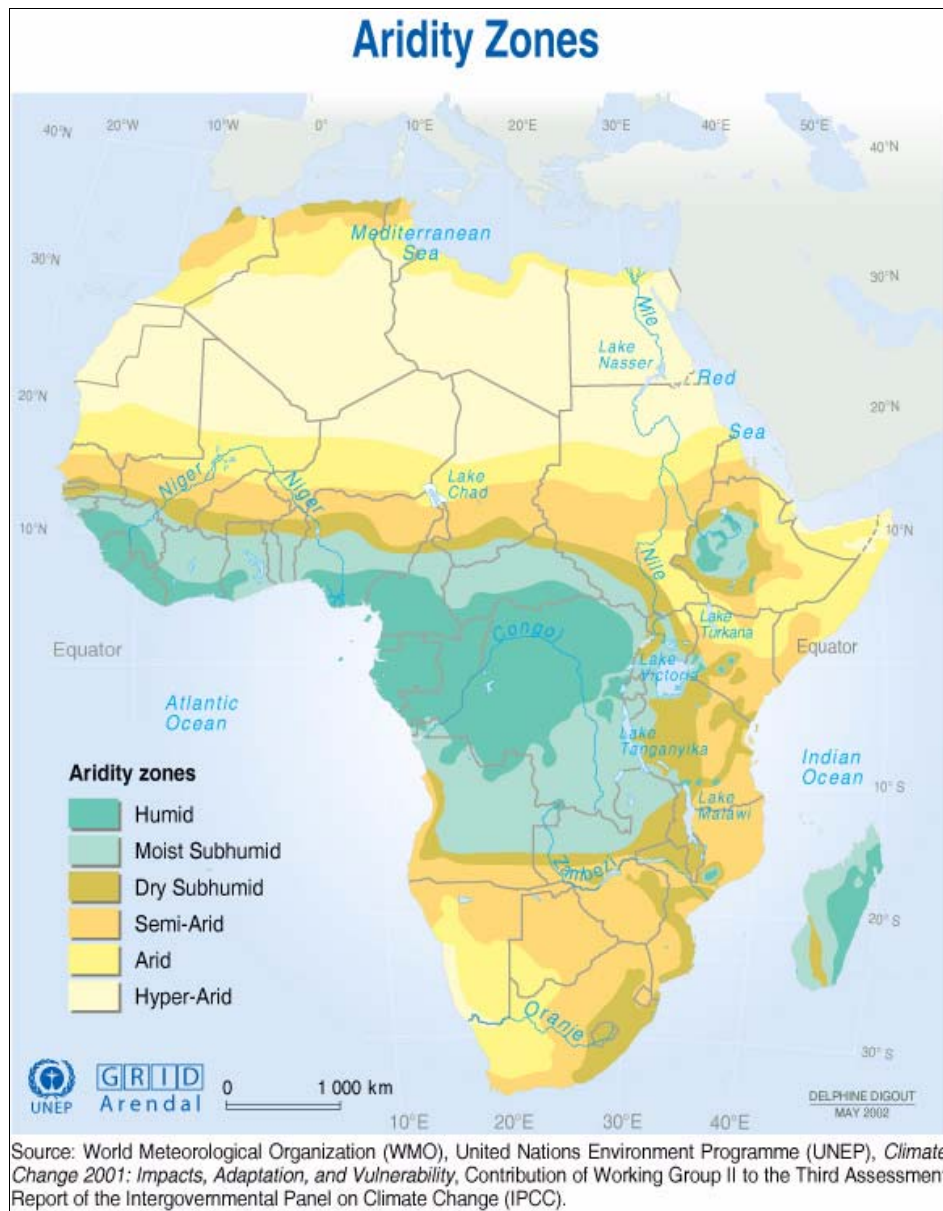 Aridity Zones
40°N
20°W
10°W
0°
10°E
20°E
30°E
40°E
50°E
40°N
Mediterranean
Sea
30°N
30°N
Nile
Lake
Nasser
Red
Sea
20°N
20°N
Niger
Niger
Lake
Chad
10°N
10°N
Nile
Lake
Turkana
Congo
Equator
Equator
Lake
Victoria
Atlantic
Ocean
Lake
Tanganyika
Indian
Ocean
10° S
Lake
Malawi
Zambezi
20° S
Oranje
30° S
Aridity zones
Humid
Moist Subhumid
Dry Subhumid
Semi-Arid
Arid
Hyper-Arid
UNEP
GRID
Arendal
0 1 000 km
10°E
20°E
30°E
40°E
DELPHINE DIGOUT
MAY 2002
Source: World Meteorological Organization (WMO), United Nations Environment Programme (UNEP), Climate
Change 2001: Impacts, Adaptation, and Vulnerability, Contribution of Working Group II to the Third Assessmen
Report of the Intergovernmental Panel on Climate Change (IPCC).